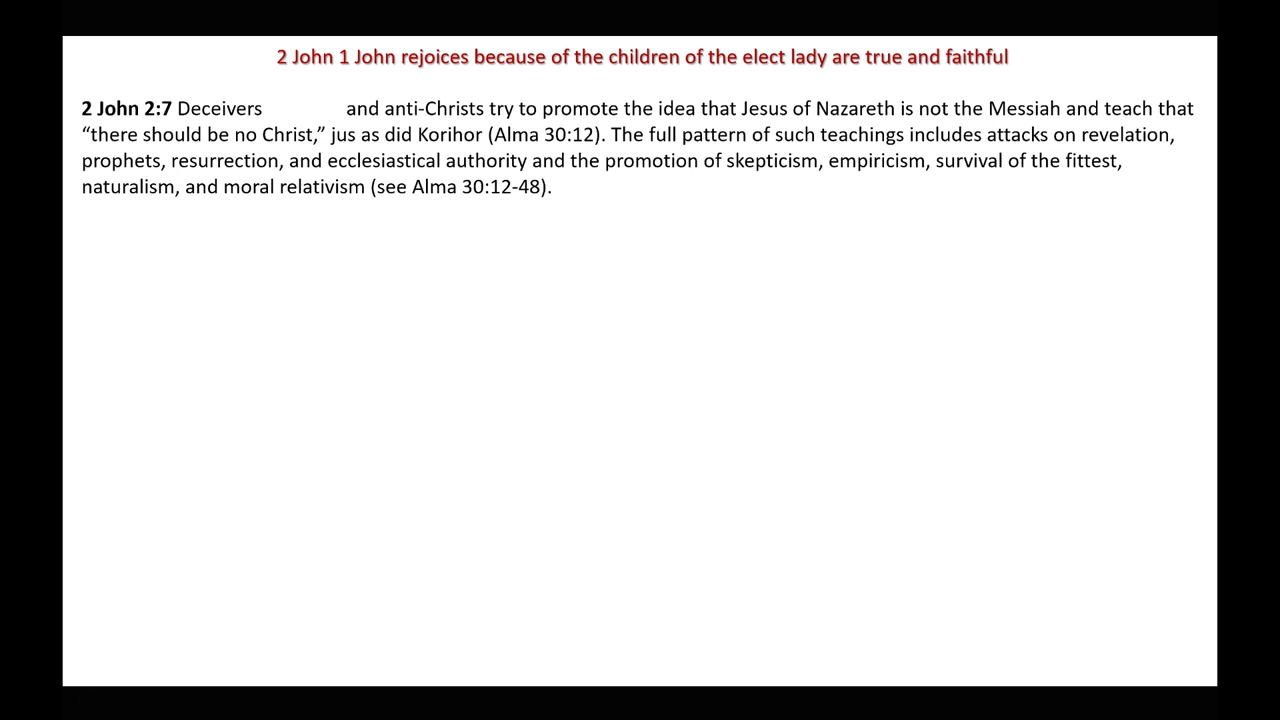 2 John 1 John rejoices because of the children of the elect lady are true and faithful
2 John 2:7 Deceivers and anti-Christs try to promote the idea that Jesus of Nazareth is not the Messiah and teach that
“there should be no Christ,” jus as did Korihor (Alma 30:12). The full pattern of such teachings includes attacks on revelation,
prophets, resurrection, and ecclesiastical authority and the promotion of skepticism, empiricism, survival of the fittest,
naturalism, and moral relativism (see Alma 30:12-48).